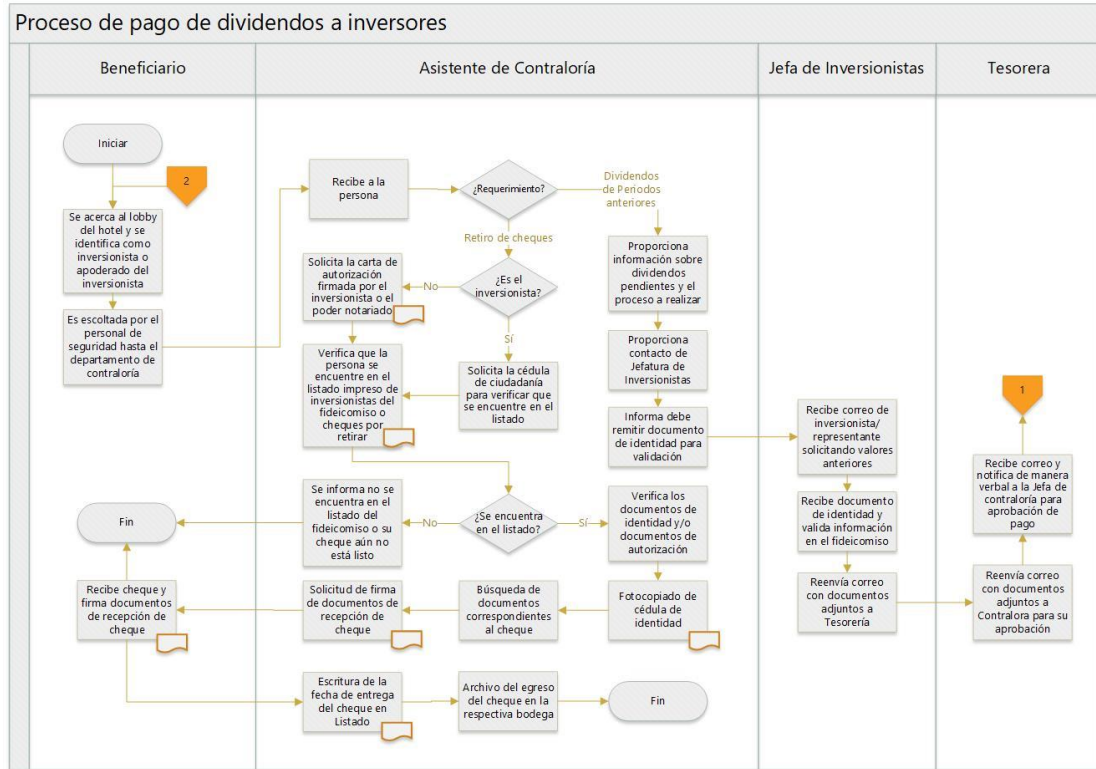 Proceso de pago de dividendos a inversores
Beneficiario
Asistente de Contraloría
Jefa de Inversionistas
Tesorera
Iniciar
2
Se acerca al lobby
del hotel y se
identifica como
inversionista o
apoderado del
inversionista
Es escoltada por el
personal de
seguridad hasta el
departamento de
contraloría
Recibe a la
persona
¿Requerimiento?
Dividendos
de Periodos
anteriores
Retiro de cheques
Solicita la carta de
autorización
firmada por el
inversionista o el
poder notariado
No
¿Es el
inversionista?
Sí
Proporciona
información sobre
dividendos
pendientes y el
proceso a realizar
Verifica que la
persona se
encuentre en el
listado impreso de
inversionistas del
fideicomiso o
cheques por
retirar
Solicita la cédula
de ciudadanía
para verificar que
se encuentre en el
listado
Proporciona
contacto de
Jefatura de
Inversionistas
Informa debe
remitir documento
de identidad para
validación
Recibe correo de
inversionista/
representante
solicitando valores
anteriores
1
Recibe correo y
notifica de manera
verbal a la Jefa de
contraloría para
aprobación de
pago
Fin
Se informa no se
encuentra en el
listado del
fideicomiso o su
cheque aún no
está listo
No
¿Se encuentra
en el listado?
Sí
Verifica los
documentos de
identidad y/o
documentos de
autorización
Recibe documento
de identidad y
valida información
en el fideicomiso
Recibe cheque y
firma documentos
de recepción de
cheque
Solicitud de firma
de documentos de
recepción de
cheque
Búsqueda de
documentos
correspondientes
al cheque
Fotocopiado de
cédula de
identidad
Reenvía correo
con documentos
adjuntos a
Tesorería
Reenvía correo
con documentos
adjuntos a
Contralora para su
aprobación
Escritura de la
fecha de entrega
del cheque en
Listado
Archivo del egreso
del cheque en la
respectiva bodega
Fin